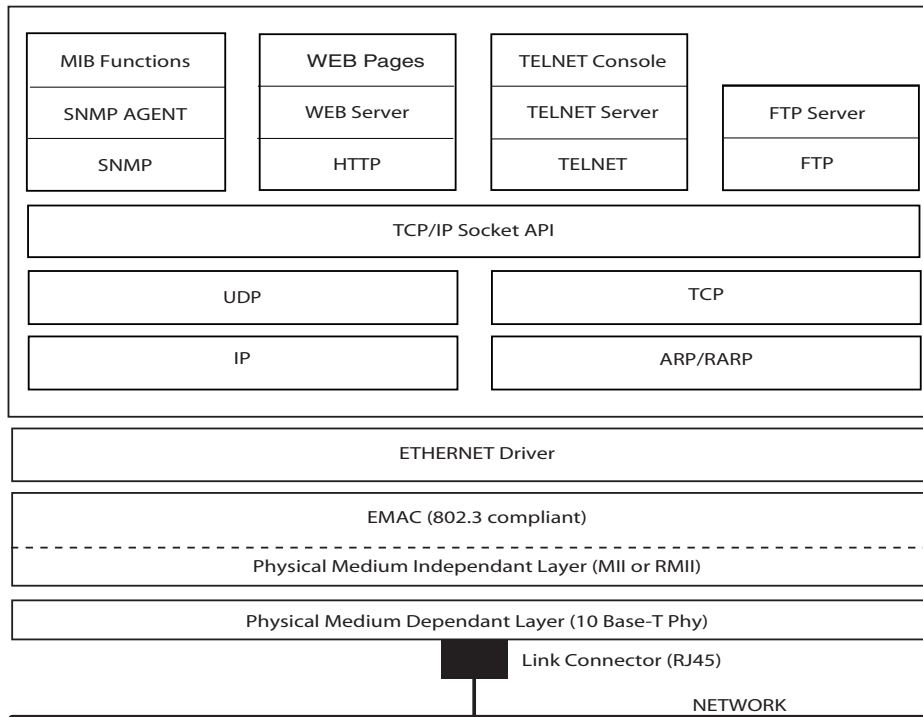 MIB Functions
SNMP AGENT
SNMP
WEB Pages
WEB Server
HTTP
TELNET Console
TELNET Server
TELNET
FTP Server
FTP
TCP/IP Socket API
UDP
TCP
IP
ARP/RARP
ETHERNET Driver
EMAC (802.3 compliant)
Physical Medium Independant Layer (MII or RMII)
Physical Medium Dependant Layer (10 Base-T Phy)
Link Connector (RJ45)
NETWORK